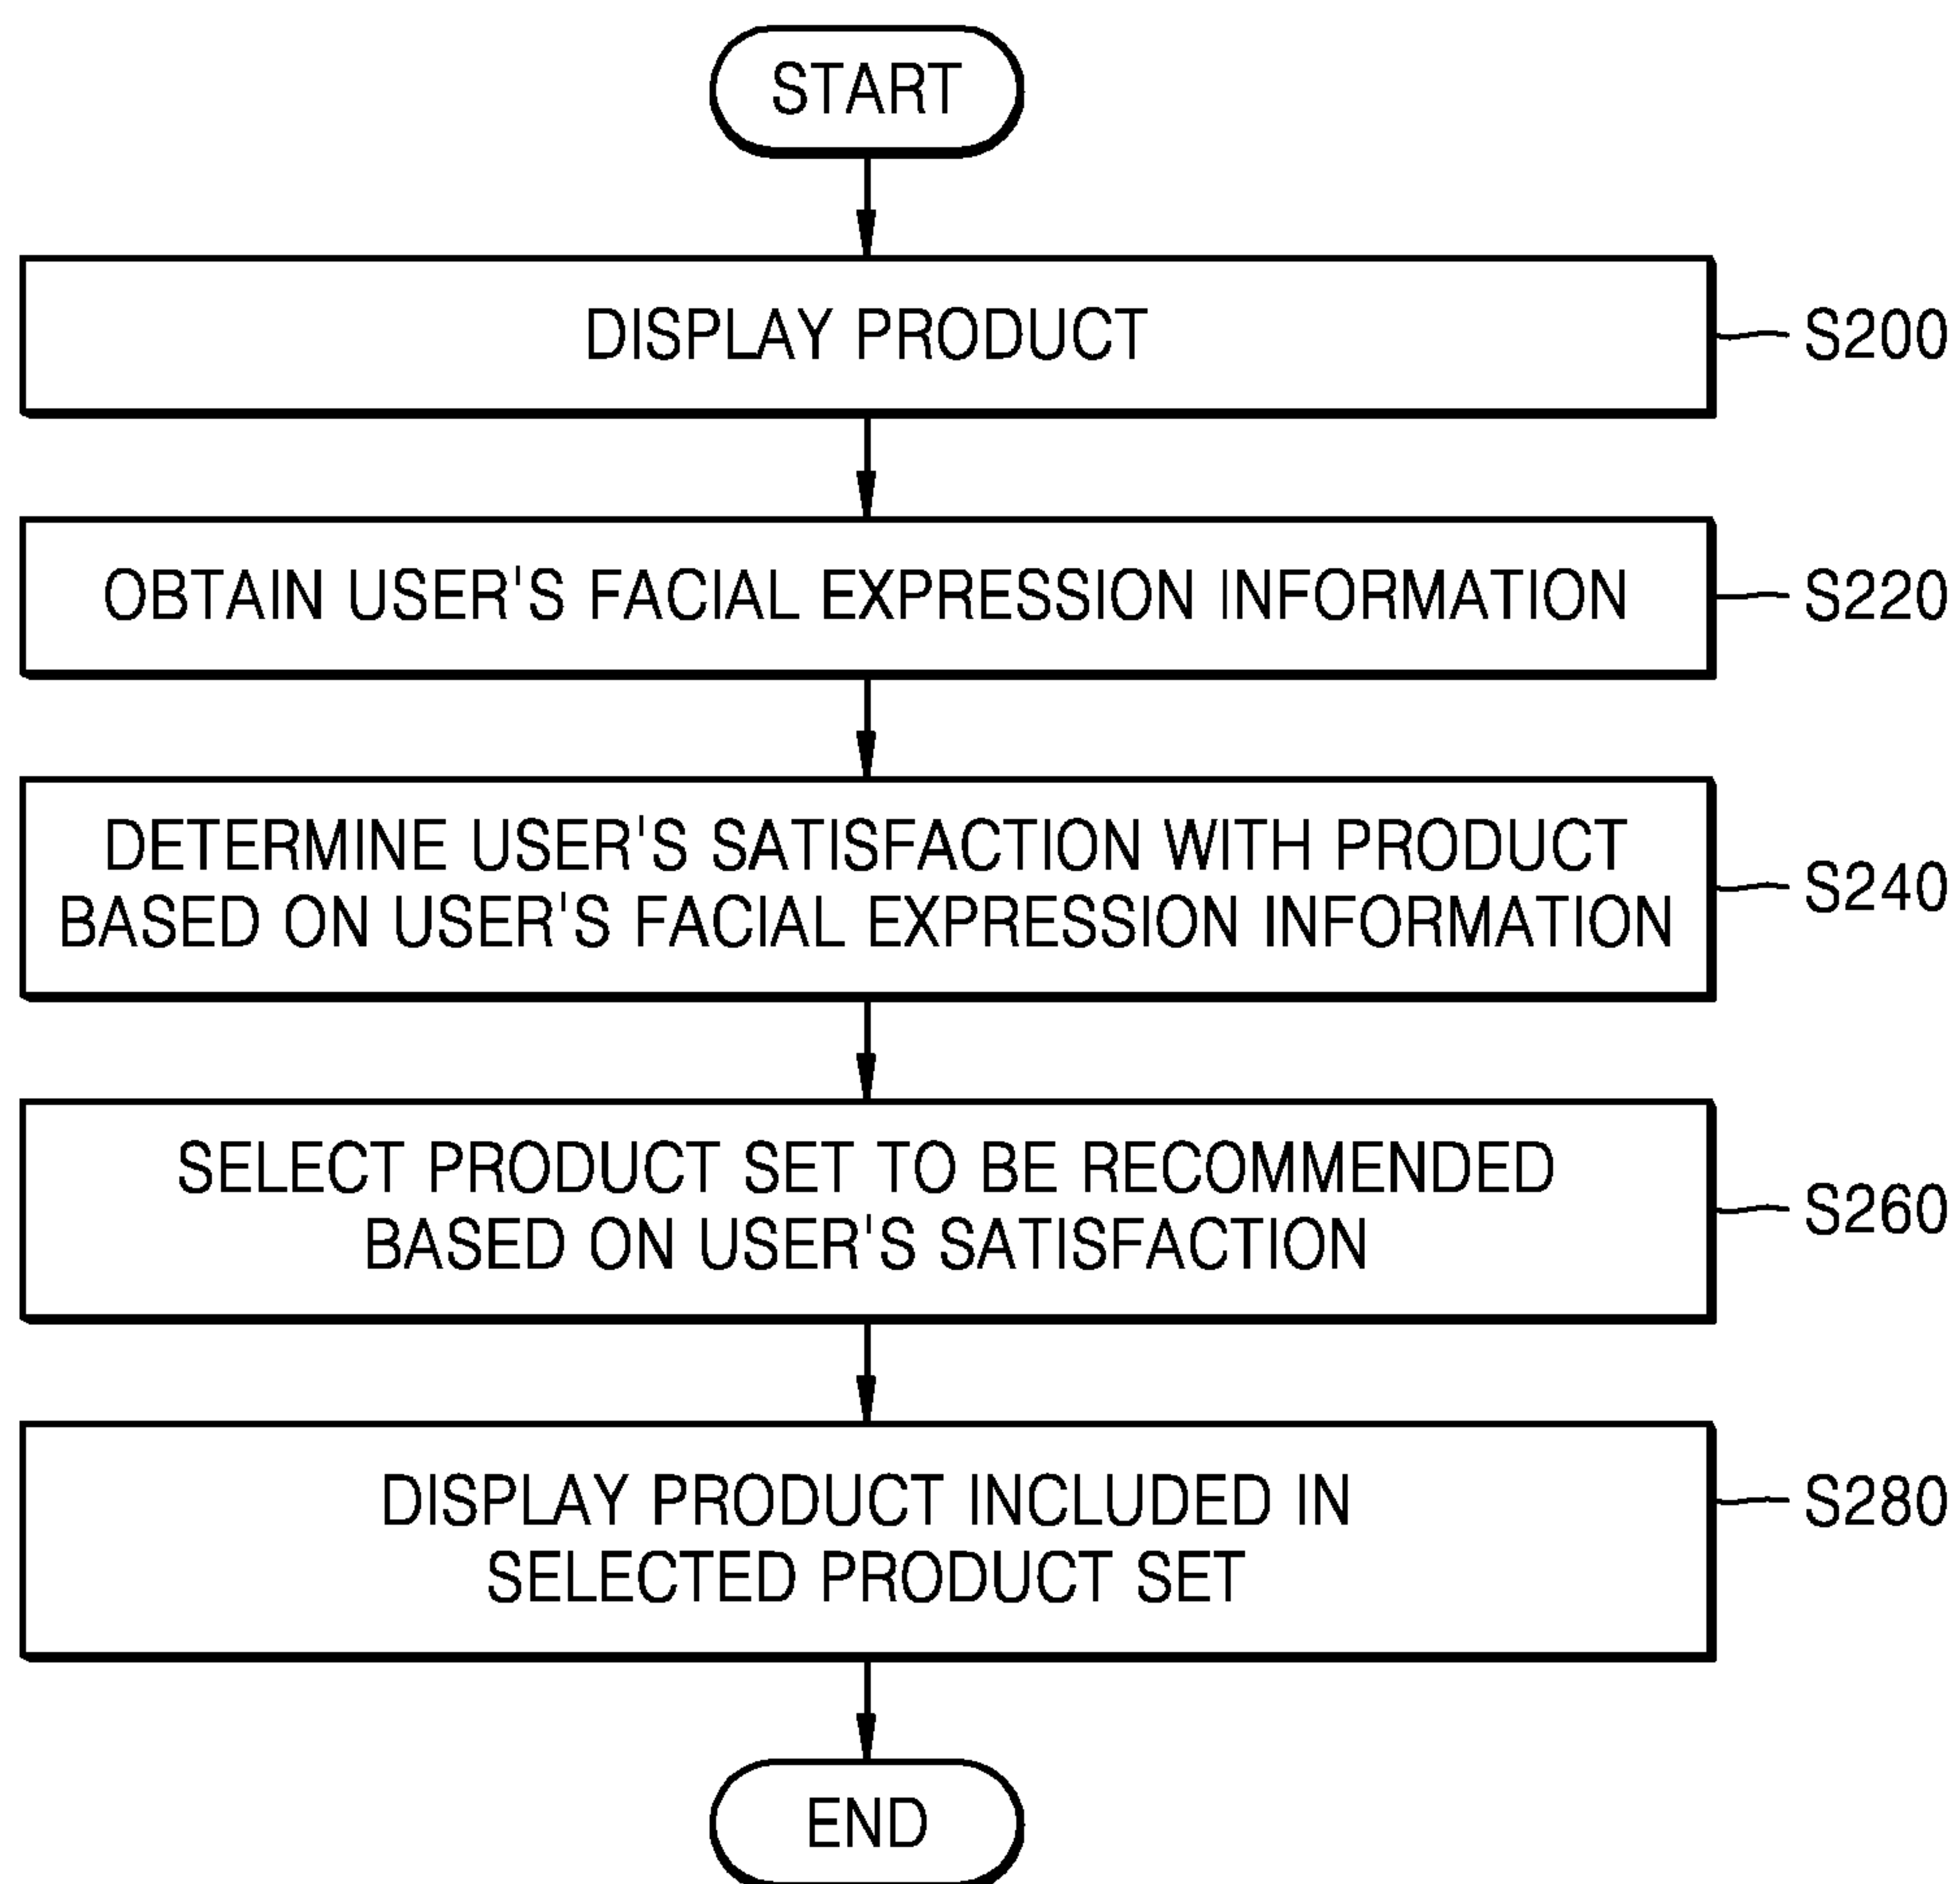 START
DISPLAY PRODUCT
S200
OBTAIN USER'S FACIAL EXPRESSION INFORMATION
S220
DETERMINE USER'S SATISFACTION WITH PRODUCT
BASED ON USER'S FACIAL EXPRESSION INFORMATION
S240
SELECT PRODUCT SET TO BE RECOMMENDED
BASED ON USER'S SATISFACTION
S260
DISPLAY PRODUCT INCLUDED IN
SELECTED PRODUCT SET
S280
END